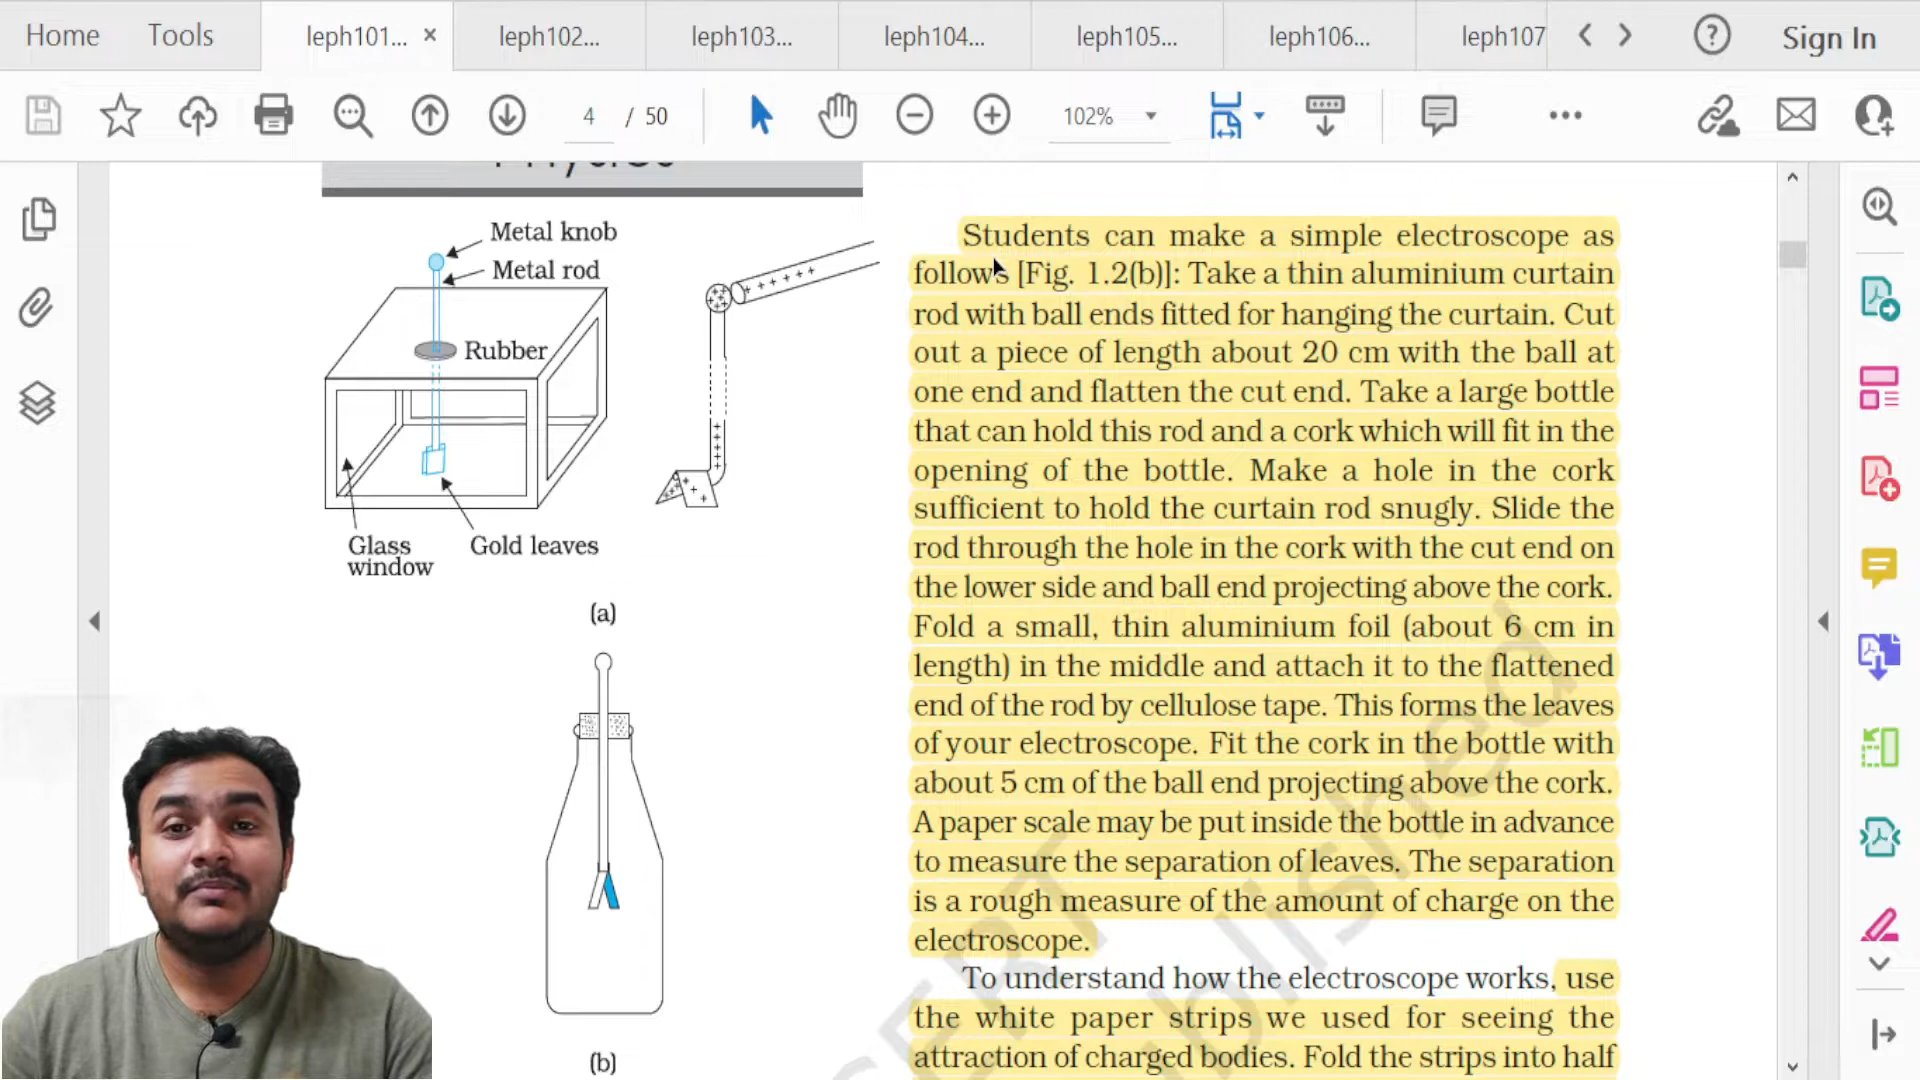 Home Tools leph101... × leph102... leph103... leph104... leph105... leph106... leph107 Sign In
4 / 50 102%
Metal knob
Metal rod
Rubber
Glass
window
Gold leaves
(a)
(b)
Students can make a simple electroscope as
follows [Fig. 1.2(b)]: Take a thin aluminium curtain
rod with ball ends fitted for hanging the curtain. Cut
out a piece of length about 20 cm with the ball at
one end and flatten the cut end. Take a large bottle
that can hold this rod and a cork which will fit in the
opening of the bottle. Make a hole in the cork
sufficient to hold the curtain rod snugly. Slide the
rod through the hole in the cork with the cut end on
the lower side and ball end projecting above the cork.
Fold a small, thin aluminium foil (about 6 cm in
length) in the middle and attach it to the flattened
end of the rod by cellulose tape. This forms the leaves
of your electroscope. Fit the cork in the bottle with
about 5 cm of the ball end projecting above the cork.
A paper scale may be put inside the bottle in advance
to measure the separation of leaves. The separation
is a rough measure of the amount of charge on the
electroscope.
To understand how the electroscope works, use
the white paper strips we used for seeing the
attraction of charged bodies. Fold the strips into half